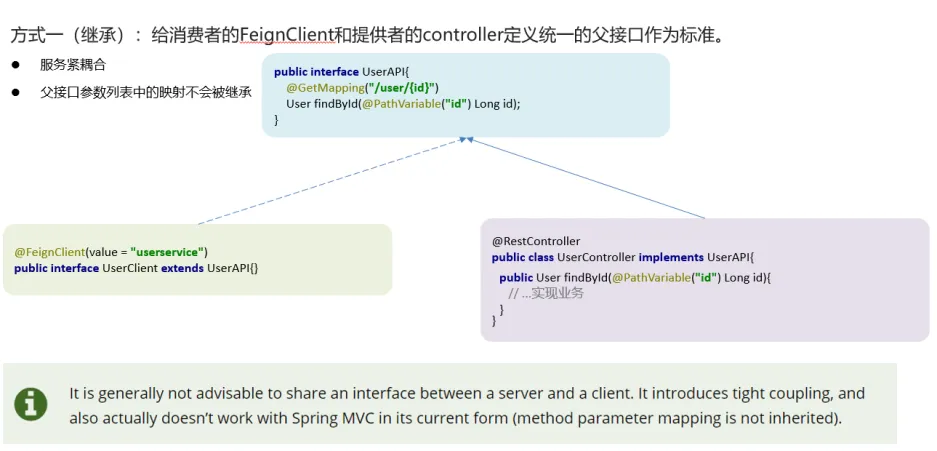 方式一（继承）：给消费者的FeignClient和提供者的controller定义统一的父接口作为标准。
● 服务紧耦合
● 父接口参数列表中的映射不会被继承
public interface UserAPI{
@GetMapping("/user/{id}")
User findById(@PathVariable("id") Long id);
}
@FeignClient(value = "userservice")
public interface UserClient extends UserAPI{}
@RestController
public class UserController implements UserAPI{
public User findById(@PathVariable("id") Long id){
// ...实现业务
}
}
It is generally not advisable to share an interface between a server and a client. It introduces tight coupling, and
also actually doesn’t work with Spring MVC in its current form (method parameter mapping is not inherited).